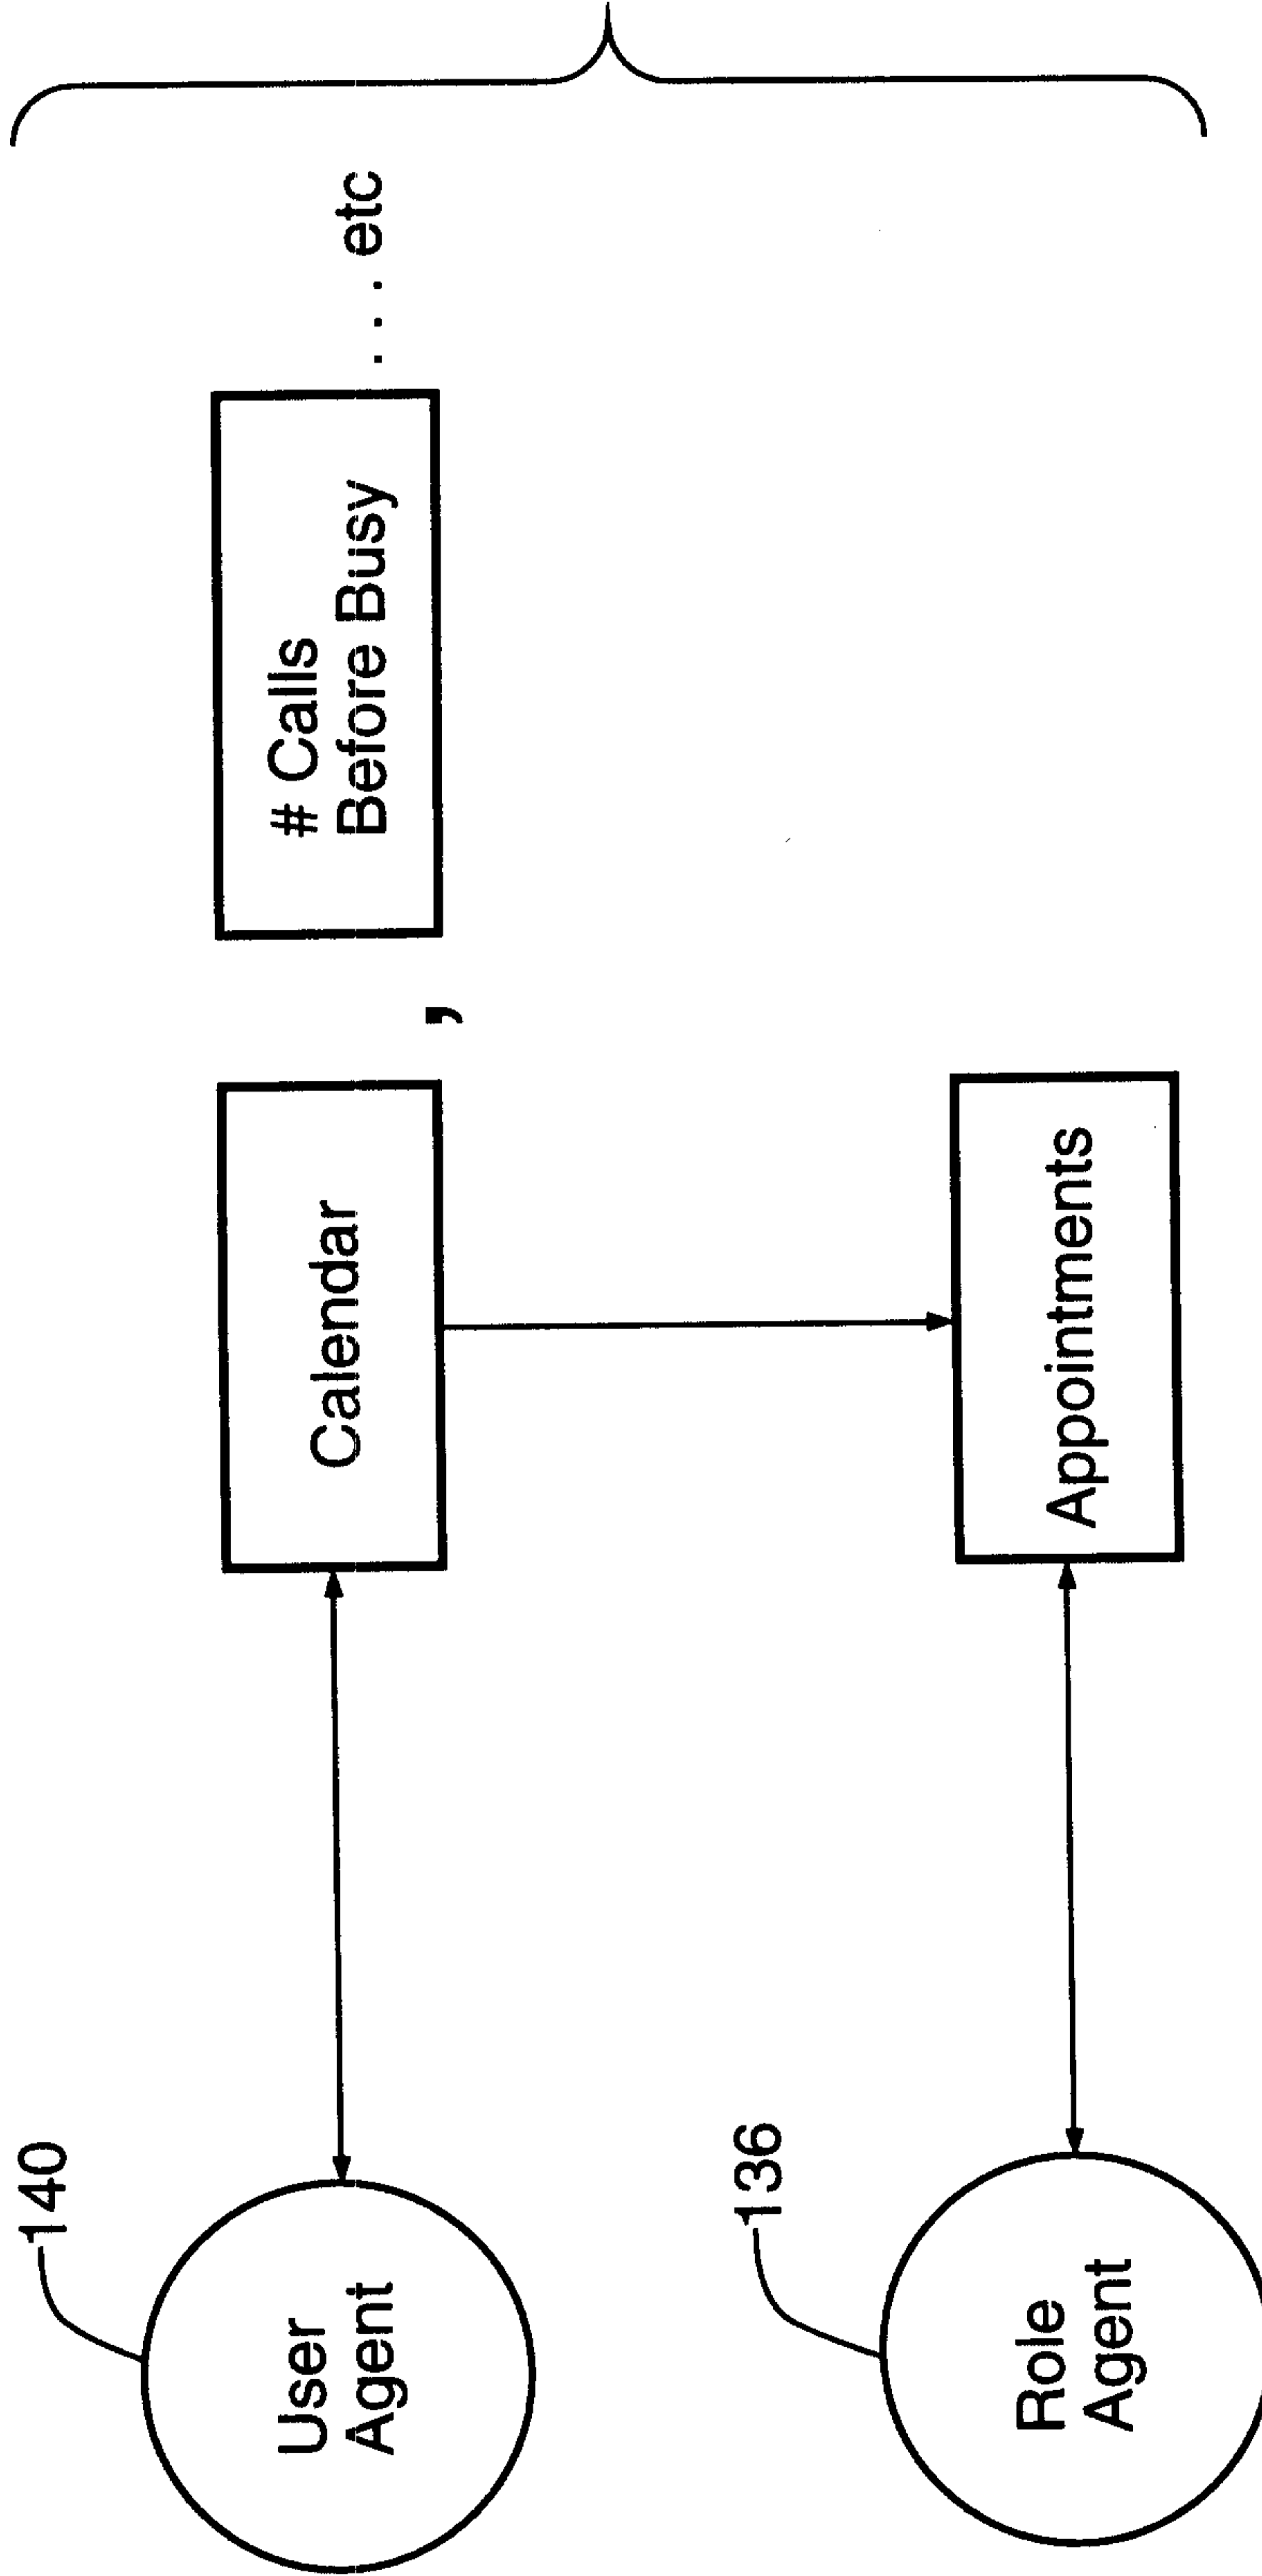 140
User
Agent
Calendar
,
# Calls
Before Busy
. . . etc
136
Role
Agent
Appointments